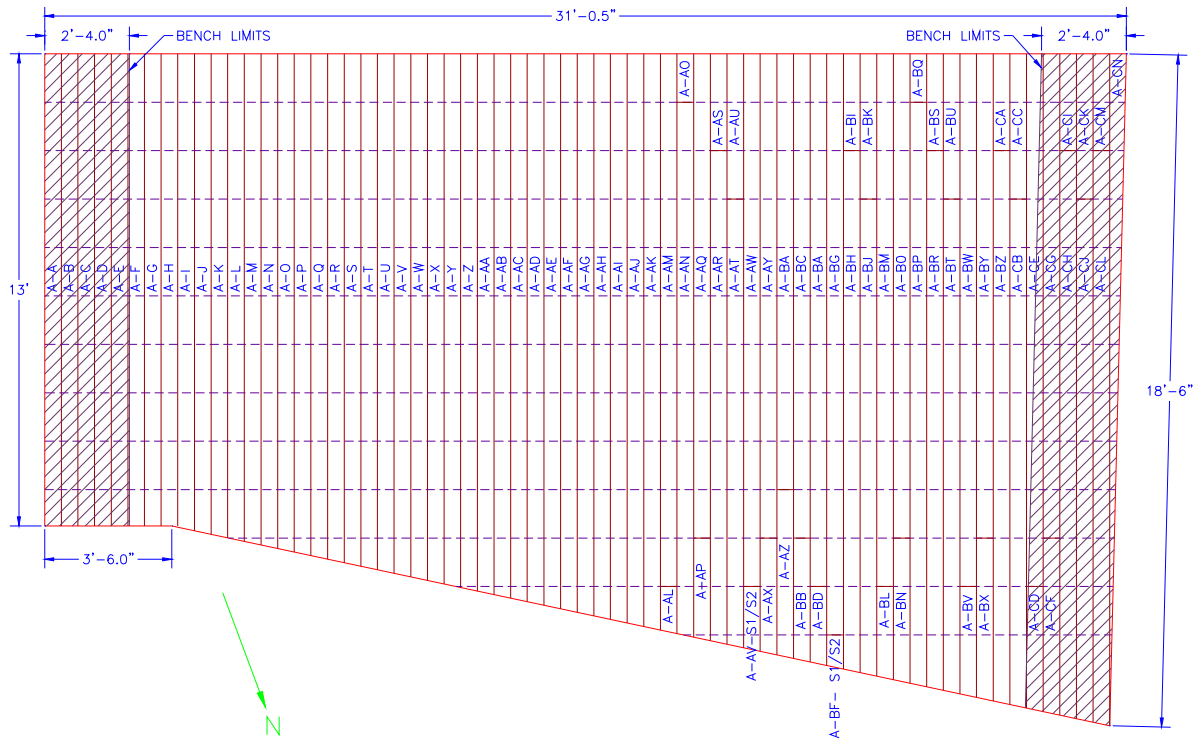 31'-0.5"
2'-4.0"
BENCH LIMITS
BENCH LIMITS
2'-4.0"
A-AO
A-BQ
A-CN
A-AS
A-AU
A-BI
A-BK
A-BS
A-BU
A-CA
A-CC
A-CI
A-CK
A-CM
13'
A-A
A-B
A-C
A-D
A-E
A-F
A-G
A-H
A-I
A-J
A-K
A-L
A-M
A-N
A-O
A-P
A-Q
A-R
A-S
A-T
A-U
A-V
A-W
A-X
A-Y
A-Z
A-AA
A-AB
A-AC
A-AD
A-AE
A-AF
A-AG
A-AH
A-AI
A-AJ
A-AK
A-AM
A-AN
A-AQ
A-AR
A-AT
A-AW
A-AY
A-BA
A-BC
A-BA
A-BG
A-BH
A-BJ
A-BM
A-BO
A-BP
A-BR
A-BT
A-BW
A-BY
A-BZ
A-CB
A-CE
A-CG
A-CH
A-CJ
A-CL
18'-6"
3'-6.0"
A-AL
A-AP
A-AV-S1/S2
A-AX
A-AZ
A-BB
A-BD
A-BF- S1/S2
A-BL
A-BN
A-BV
A-BX
A-CD
A-CF
N